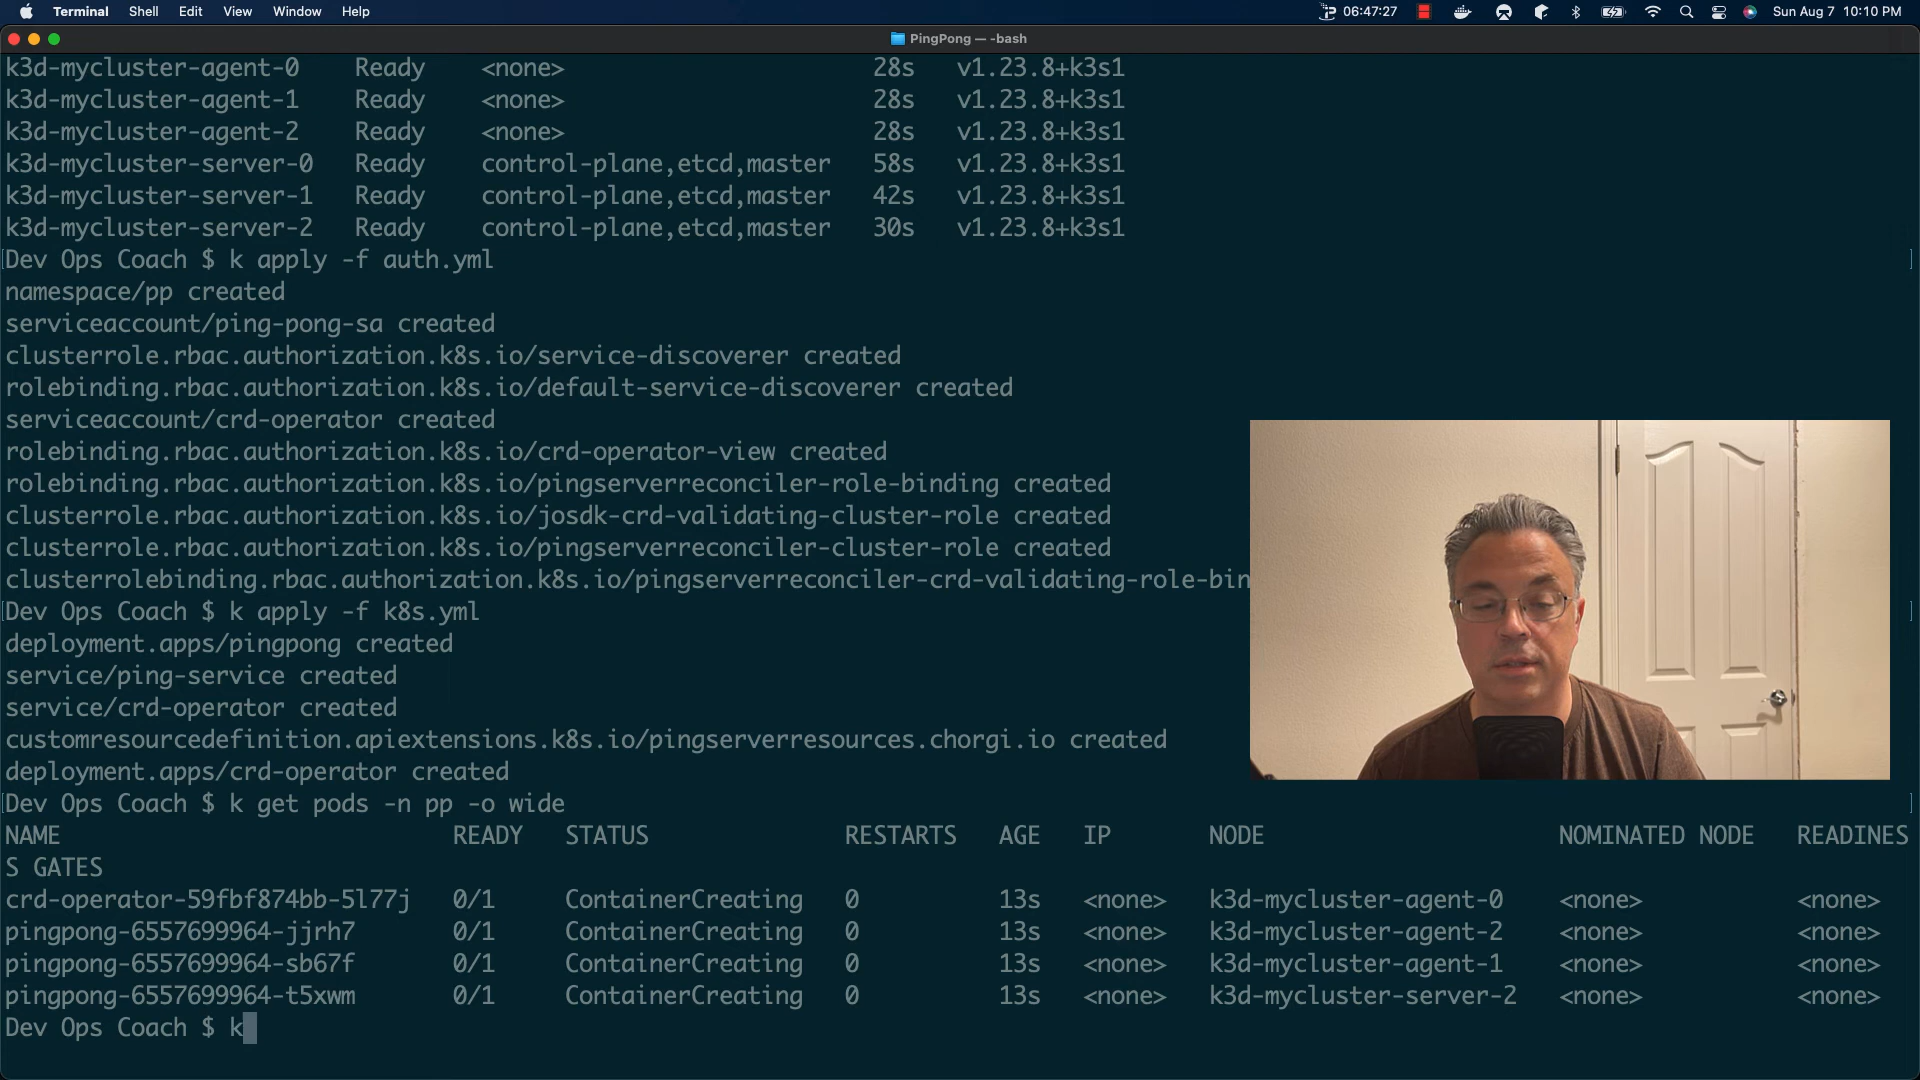 Terminal Shell Edit View Window Help 06:47:27 Sun Aug 7 10:10 PM
PingPong — -bash
k3d-mycluster-agent-0 Ready <none> 28s v1.23.8+k3s1
k3d-mycluster-agent-1 Ready <none> 28s v1.23.8+k3s1
k3d-mycluster-agent-2 Ready <none> 28s v1.23.8+k3s1
k3d-mycluster-server-0 Ready control-plane,etcd,master 58s v1.23.8+k3s1
k3d-mycluster-server-1 Ready control-plane,etcd,master 42s v1.23.8+k3s1
k3d-mycluster-server-2 Ready control-plane,etcd,master 30s v1.23.8+k3s1
[Dev Ops Coach $ k apply -f auth.yml ]
namespace/pp created
serviceaccount/ping-pong-sa created
clusterrole.rbac.authorization.k8s.io/service-discoverer created
rolebinding.rbac.authorization.k8s.io/default-service-discoverer created
serviceaccount/crd-operator created
rolebinding.rbac.authorization.k8s.io/crd-operator-view created
rolebinding.rbac.authorization.k8s.io/pingserverreconciler-role-binding created
clusterrole.rbac.authorization.k8s.io/josdk-crd-validating-cluster-role created
clusterrole.rbac.authorization.k8s.io/pingserverreconciler-cluster-role created
clusterrolebinding.rbac.authorization.k8s.io/pingserverreconciler-crd-validating-role-bin
[Dev Ops Coach $ k apply -f k8s.yml ]
deployment.apps/pingpong created
service/ping-service created
service/crd-operator created
customresourcedefinition.apiextensions.k8s.io/pingserverresources.chorgi.io created
deployment.apps/crd-operator created
[Dev Ops Coach $ k get pods -n pp -o wide ]
NAME READY STATUS RESTARTS AGE IP NODE NOMINATED NODE READINES
S GATES
crd-operator-59fbf874bb-5l77j 0/1 ContainerCreating 0 13s <none> k3d-mycluster-agent-0 <none> <none>
pingpong-6557699964-jjrh7 0/1 ContainerCreating 0 13s <none> k3d-mycluster-agent-2 <none> <none>
pingpong-6557699964-sb67f 0/1 ContainerCreating 0 13s <none> k3d-mycluster-agent-1 <none> <none>
pingpong-6557699964-t5xwm 0/1 ContainerCreating 0 13s <none> k3d-mycluster-server-2 <none> <none>
Dev Ops Coach $ k